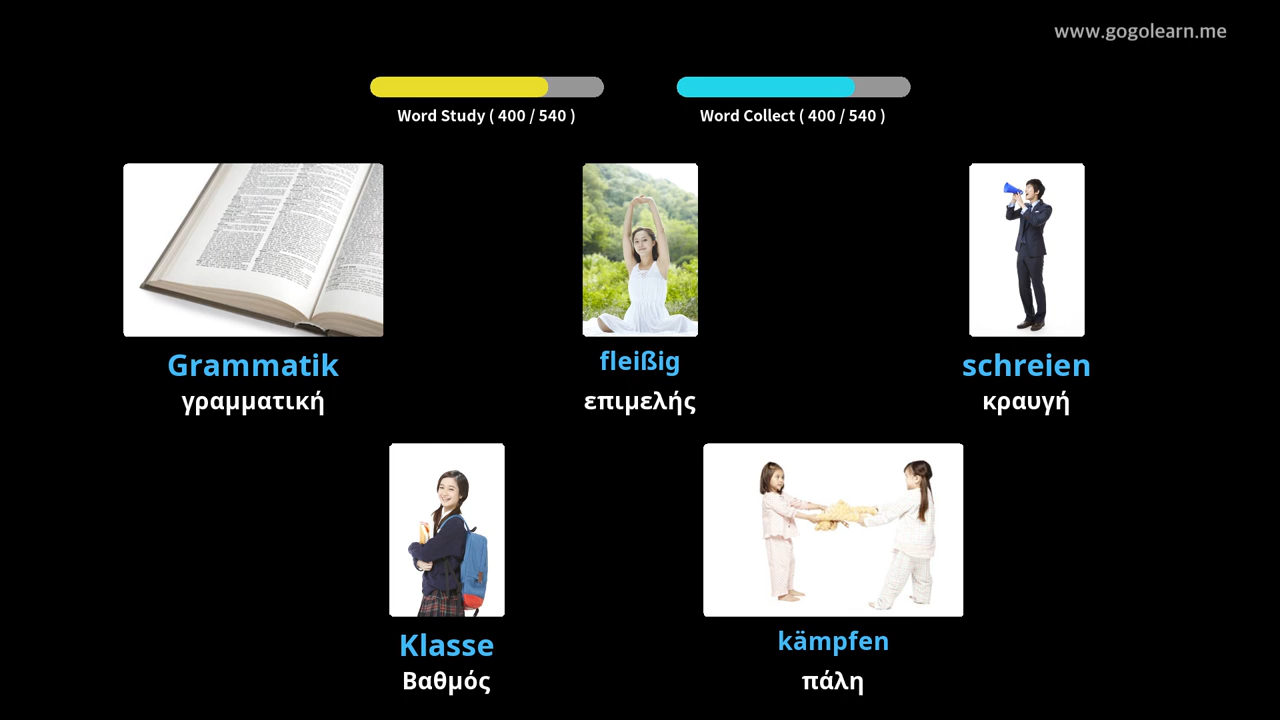 www.gogolearn.me
Word Study ( 400 / 540 )
Word Collect ( 400 / 540 )
Grammatik
γραμματική
fleißig
επιμελής
schreien
κραυγή
Klasse
Βαθμός
kämpfen
πάλη